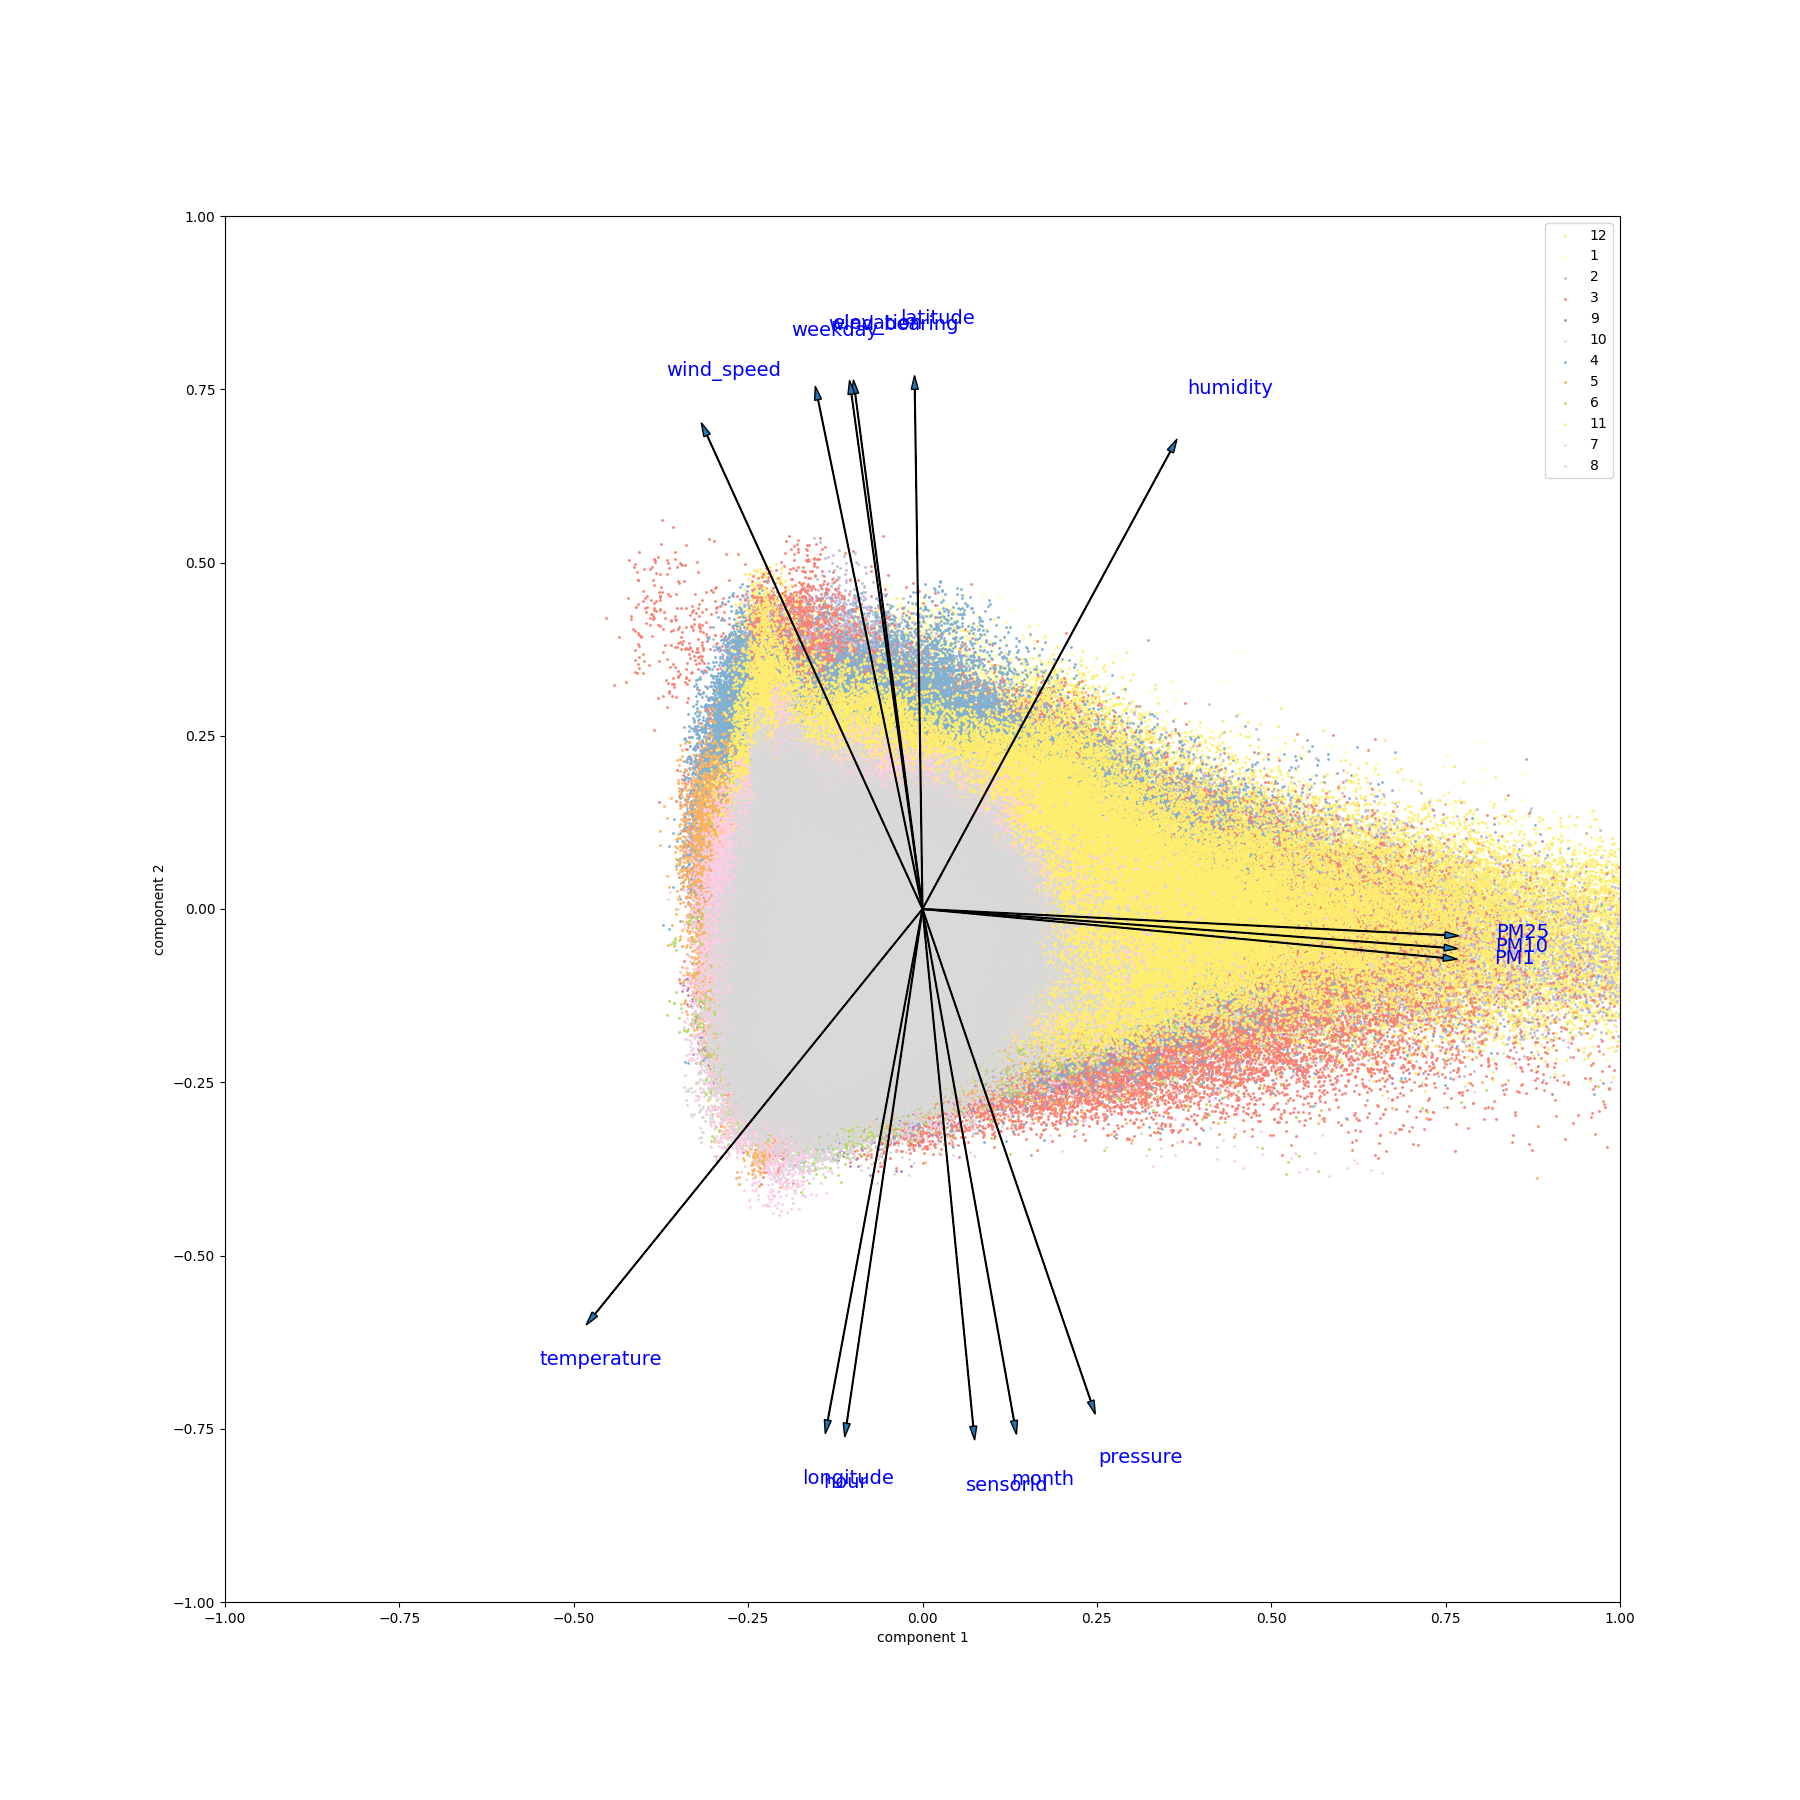 1.00
0.75
0.50
0.25
0.00
−0.25
−0.50
−0.75
−1.00
component 2
−1.00
−0.75
−0.50
−0.25
0.00
0.25
0.50
0.75
1.00
component 1
12
1
2
3
9
10
4
5
6
11
7
8
latitude
elevation
wind_bearing
weekday
wind_speed
humidity
PM25
PM10
PM1
temperature
longitude
hour
sensorid
month
pressure